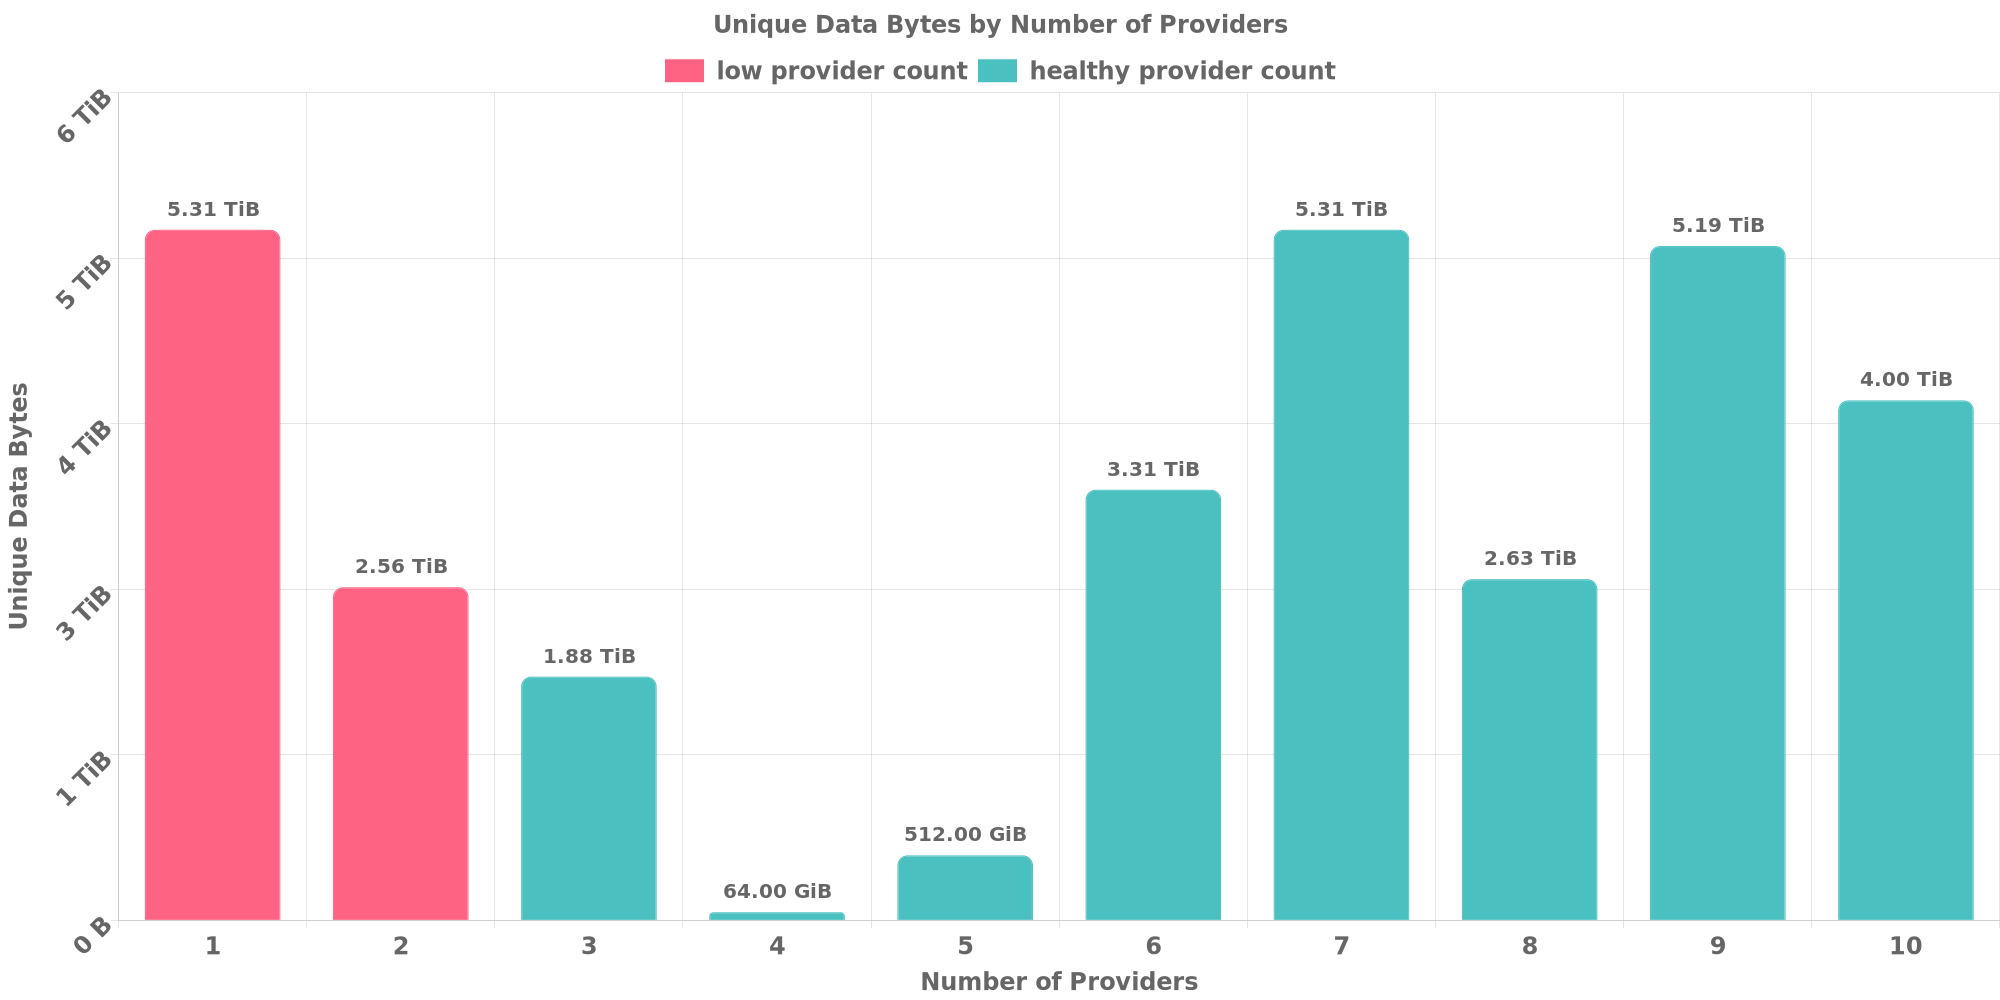 Unique Data Bytes by Number of Providers
low provider count
healthy provider count
Unique Data Bytes
6 TiB
5 TiB
4 TiB
3 TiB
1 TiB
0 B
5.31 TiB
2.56 TiB
1.88 TiB
64.00 GiB
512.00 GiB
3.31 TiB
5.31 TiB
2.63 TiB
5.19 TiB
4.00 TiB
1 2 3 4 5 6 7 8 9 10
Number of Providers